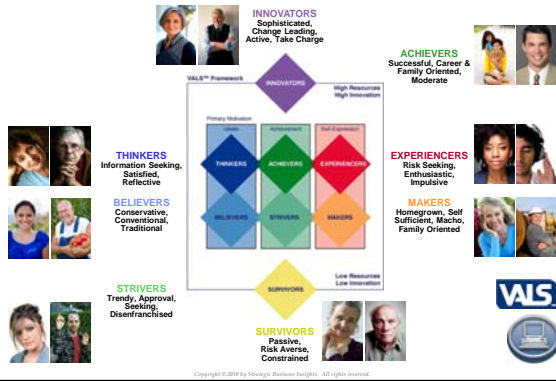 INNOVATORS
Sophisticated,
Change Leading,
Active, Take Charge
ACHIEVERS
Successful, Career &
Family Oriented,
Moderate
VALS™ Framework
INNOVATORS
High Resources
High Innovation
Primary Motivation
Ideals
Achievement
Self-Expression
THINKERS
Information Seeking,
Satisfied,
Reflective
THINKERS
ACHIEVERS
EXPERIENCERS
EXPERIENCERS
Risk Seeking,
Enthusiastic,
Impulsive
BELIEVERS
Conservative,
Conventional,
Traditional
BELIEVERS
STRIVERS
MAKERS
MAKERS
Homegrown, Self
Sufficient, Macho,
Family Oriented
STRIVERS
Trendy, Approval,
Seeking,
Disenfranchised
SURVIVORS
Low Resources
Low Innovation
VALS
SURVIVORS
Passive,
Risk Averse,
Constrained
Copyright © 2010 by Strategic Business Insights. All rights reserved.